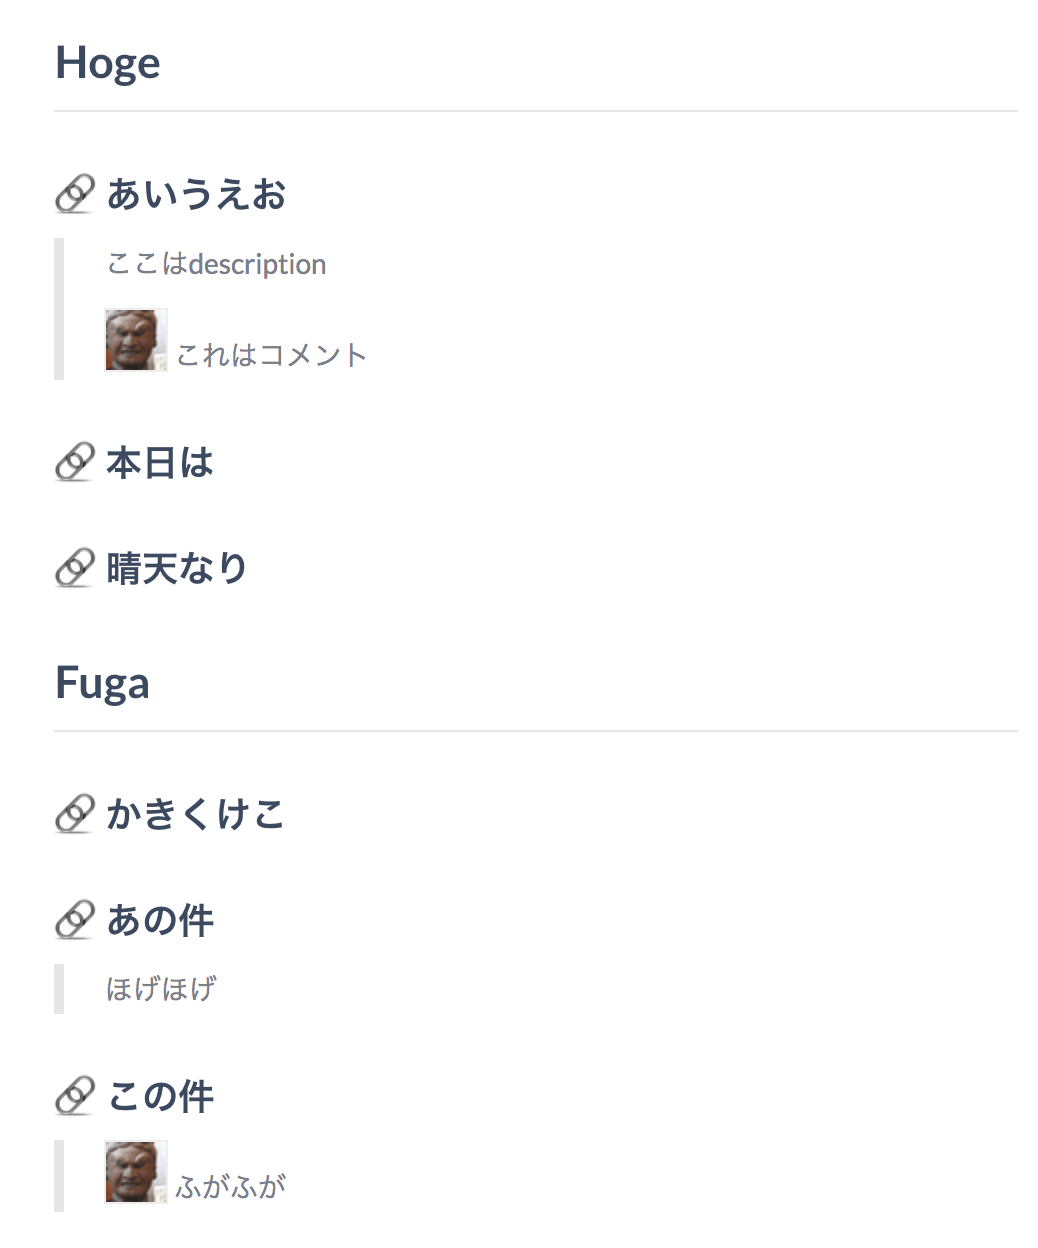 Hoge
あいうえお
ここはdescription
これはコメント
本日は
晴天なり
Fuga
かきくけこ
あの件
ほげほげ
この件
ふがふが